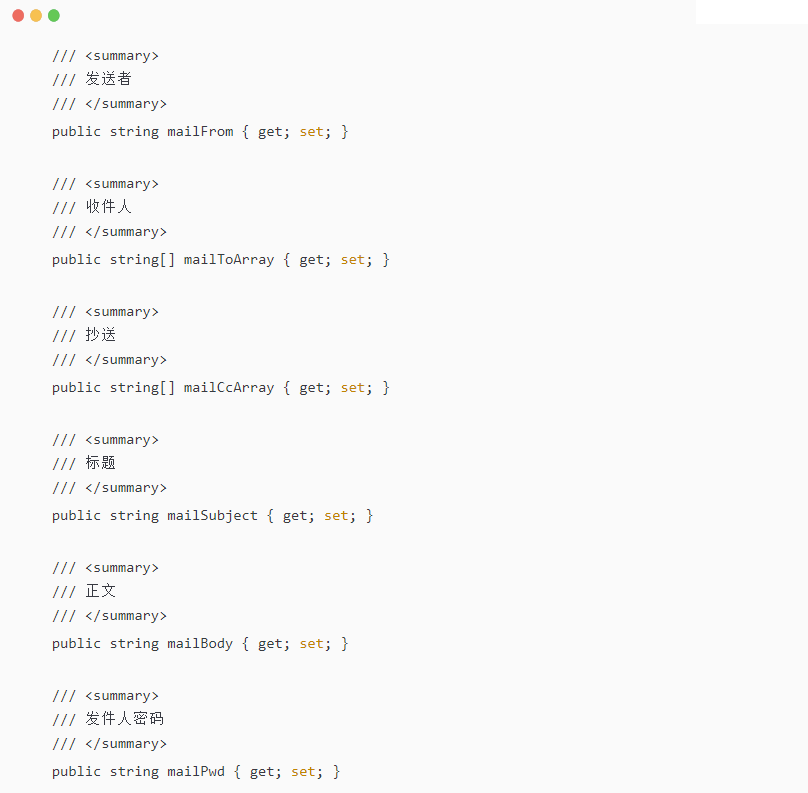 /// <summary>
/// 发送者
/// </summary>
public string mailFrom { get; set; }
/// <summary>
/// 收件人
/// </summary>
public string[] mailToArray { get; set; }
/// <summary>
/// 抄送
/// </summary>
public string[] mailCcArray { get; set; }
/// <summary>
/// 标题
/// </summary>
public string mailSubject { get; set; }
/// <summary>
/// 正文
/// </summary>
public string mailBody { get; set; }
/// <summary>
/// 发件人密码
/// </summary>
public string mailPwd { get; set; }